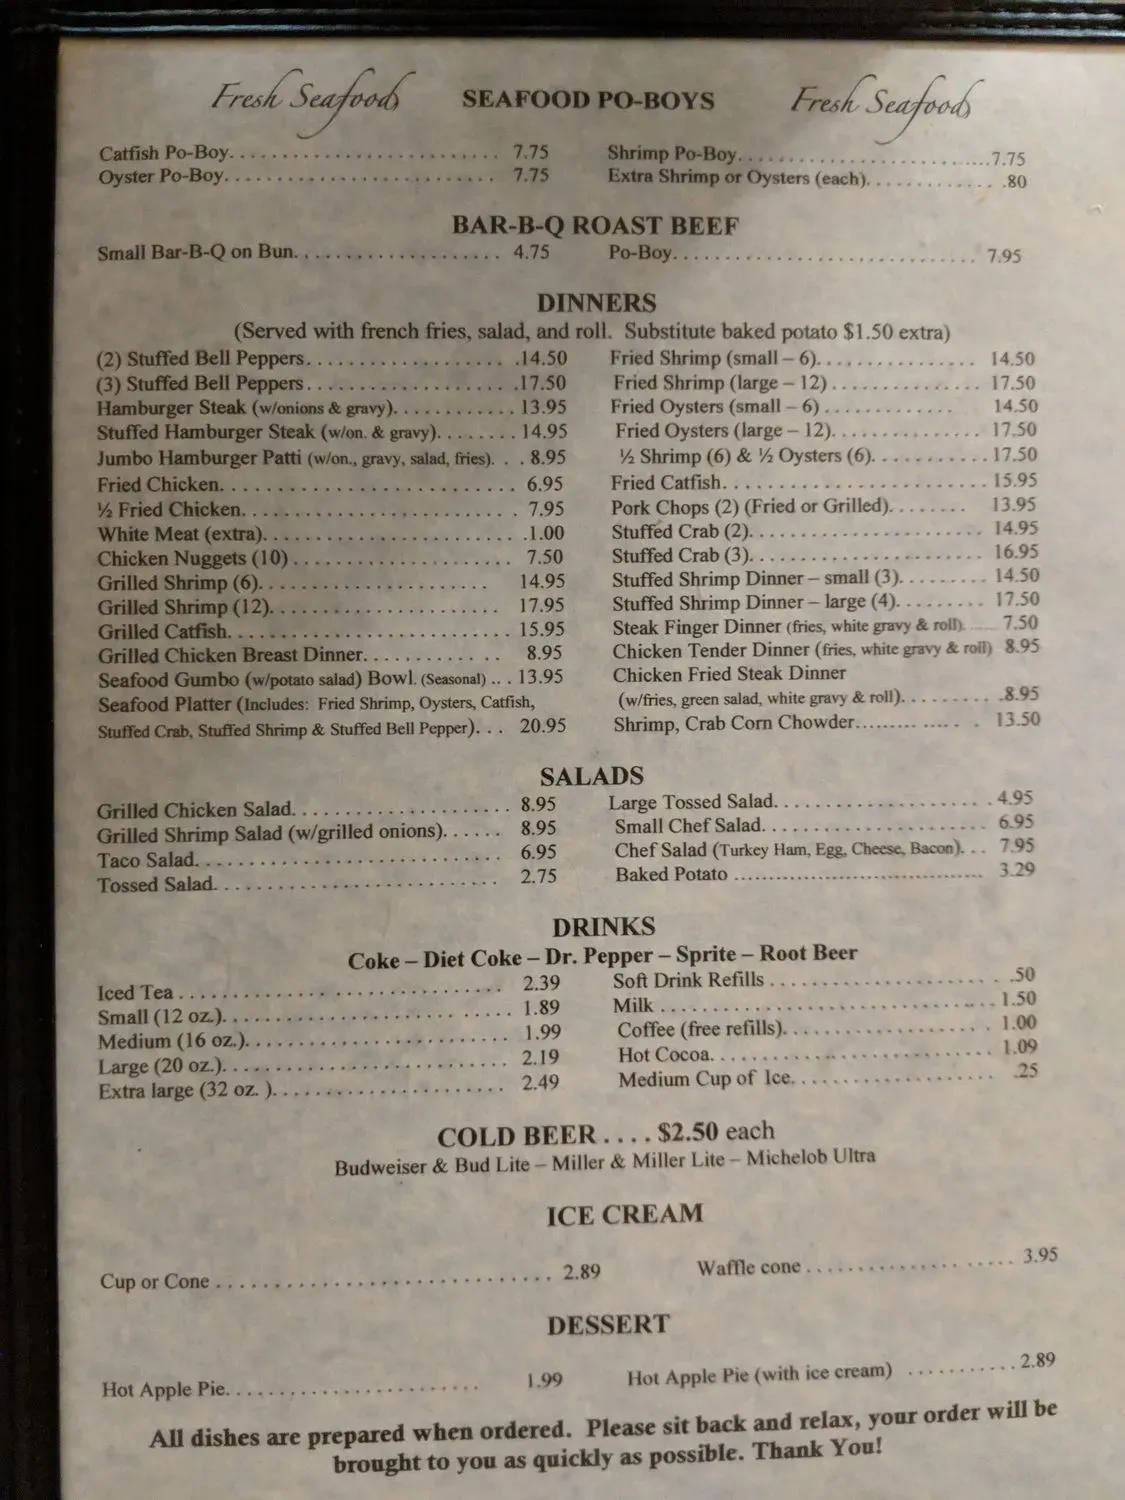 Fresh Seafood SEAFOOD PO-BOYS Fresh Seafood
Catfish Po-Boy. . . . . . . . . . . . . . . . . . . . . . . . . . 7.75
Oyster Po-Boy. . . . . . . . . . . . . . . . . . . . . . . . . . 7.75
Shrimp Po-Boy. . . . . . . . . . . . . . . . . . . . . . . . . .7.75
Extra Shrimp or Oysters (each). . . . . . . . . . . . . .80
BAR-B-Q ROAST BEEF
Small Bar-B-Q on Bun. . . . . . . . . . . . . . . . . . . . 4.75
Po-Boy. . . . . . . . . . . . . . . . . . . . . . . . . . . . . . 7.95
DINNERS
(Served with french fries, salad, and roll. Substitute baked potato $1.50 extra)
(2) Stuffed Bell Peppers. . . . . . . . . . . . . . . . . . .14.50
(3) Stuffed Bell Peppers. . . . . . . . . . . . . . . . . . .17.50
Hamburger Steak (w/onions & gravy). . . . . . . . . . . 13.95
Stuffed Hamburger Steak (w/on. & gravy). . . . . . . . 14.95
Jumbo Hamburger Patti (w/on., gravy, salad, fries). . . 8.95
Fried Chicken. . . . . . . . . . . . . . . . . . . . . . . . . . 6.95
½ Fried Chicken. . . . . . . . . . . . . . . . . . . . . . . . 7.95
White Meat (extra). . . . . . . . . . . . . . . . . . . . . . .1.00
Chicken Nuggets (10) . . . . . . . . . . . . . . . . . . . . 7.50
Grilled Shrimp (6). . . . . . . . . . . . . . . . . . . . . 14.95
Grilled Shrimp (12). . . . . . . . . . . . . . . . . . . . . 17.95
Grilled Catfish. . . . . . . . . . . . . . . . . . . . . . . . . 15.95
Grilled Chicken Breast Dinner. . . . . . . . . . . . . 8.95
Seafood Gumbo (w/potato salad) Bowl. (Seasonal) .. . 13.95
Seafood Platter (Includes: Fried Shrimp, Oysters, Catfish,
Stuffed Crab, Stuffed Shrimp & Stuffed Bell Pepper). . . 20.95
Fried Shrimp (small – 6). . . . . . . . . . . . . . . 14.50
Fried Shrimp (large – 12) . . . . . . . . . . . . . . 17.50
Fried Oysters (small – 6) . . . . . . . . . . . . 14.50
Fried Oysters (large – 12). . . . . . . . . . . . . . 17.50
½ Shrimp (6) & ½ Oysters (6). . . . . . . . . . . 17.50
Fried Catfish. . . . . . . . . . . . . . . . . . . . . . . . 15.95
Pork Chops (2) (Fried or Grilled). . . . . . . . 13.95
Stuffed Crab (2). . . . . . . . . . . . . . . . . . . . . . 14.95
Stuffed Crab (3). . . . . . . . . . . . . . . . . . . . . . 16.95
Stuffed Shrimp Dinner – small (3). . . . . . . . . 14.50
Stuffed Shrimp Dinner – large (4). . . . . . . . . 17.50
Steak Finger Dinner (fries, white gravy & roll). . . . . 7.50
Chicken Tender Dinner (fries, white gravy & roll) 8.95
Chicken Fried Steak Dinner
(w/fries, green salad, white gravy & roll). . . . . . . . . .8.95
Shrimp, Crab Corn Chowder......... ... .. . . 13.50
SALADS
Grilled Chicken Salad. . . . . . . . . . . . . . . . . . . . 8.95
Grilled Shrimp Salad (w/grilled onions). . . . . . 8.95
Taco Salad. . . . . . . . . . . . . . . . . . . . . . . . . . . 6.95
Tossed Salad. . . . . . . . . . . . . . . . . . . . . . . . . 2.75
Large Tossed Salad. . . . . . . . . . . . . . . . . . . . 4.95
Small Chef Salad. . . . . . . . . . . . . . . . . . . . . 6.95
Chef Salad (Turkey Ham, Egg, Cheese, Bacon). . . 7.95
Baked Potato ........................................ 3.29
DRINKS
Coke – Diet Coke – Dr. Pepper – Sprite – Root Beer
Iced Tea . . . . . . . . . . . . . . . . . . . . . . . . . . . . . 2.39
Small (12 oz.). . . . . . . . . . . . . . . . . . . . . . . . . . 1.89
Medium (16 oz.). . . . . . . . . . . . . . . . . . . . . . . . 1.99
Large (20 oz.). . . . . . . . . . . . . . . . . . . . . . . . . . 2.19
Extra large (32 oz. ). . . . . . . . . . . . . . . . . . . . . 2.49
Soft Drink Refills . . . . . . . . . . . . . . . . . . . . . .50
Milk . . . . . . . . . . . . . . . . . . . . . . . . . . . . . . 1.50
Coffee (free refills). . . . . . . . . . . . . . . . . . . 1.00
Hot Cocoa. . . . . . . . . . . . . . . . . . . . . . . . . . 1.09
Medium Cup of Ice. . . . . . . . . . . . . . . . . . . .25
COLD BEER . . . . $2.50 each
Budweiser & Bud Lite – Miller & Miller Lite – Michelob Ultra
ICE CREAM
Cup or Cone . . . . . . . . . . . . . . . . . . . . . . . . . . . . . 2.89
Waffle cone . . . . . . . . . . . . . . . . . . . . 3.95
DESSERT
Hot Apple Pie. . . . . . . . . . . . . . . . . . . . . . . 1.99
Hot Apple Pie (with ice cream) . . . . . . . . . . . 2.89
All dishes are prepared when ordered. Please sit back and relax, your order will be
brought to you as quickly as possible. Thank You!